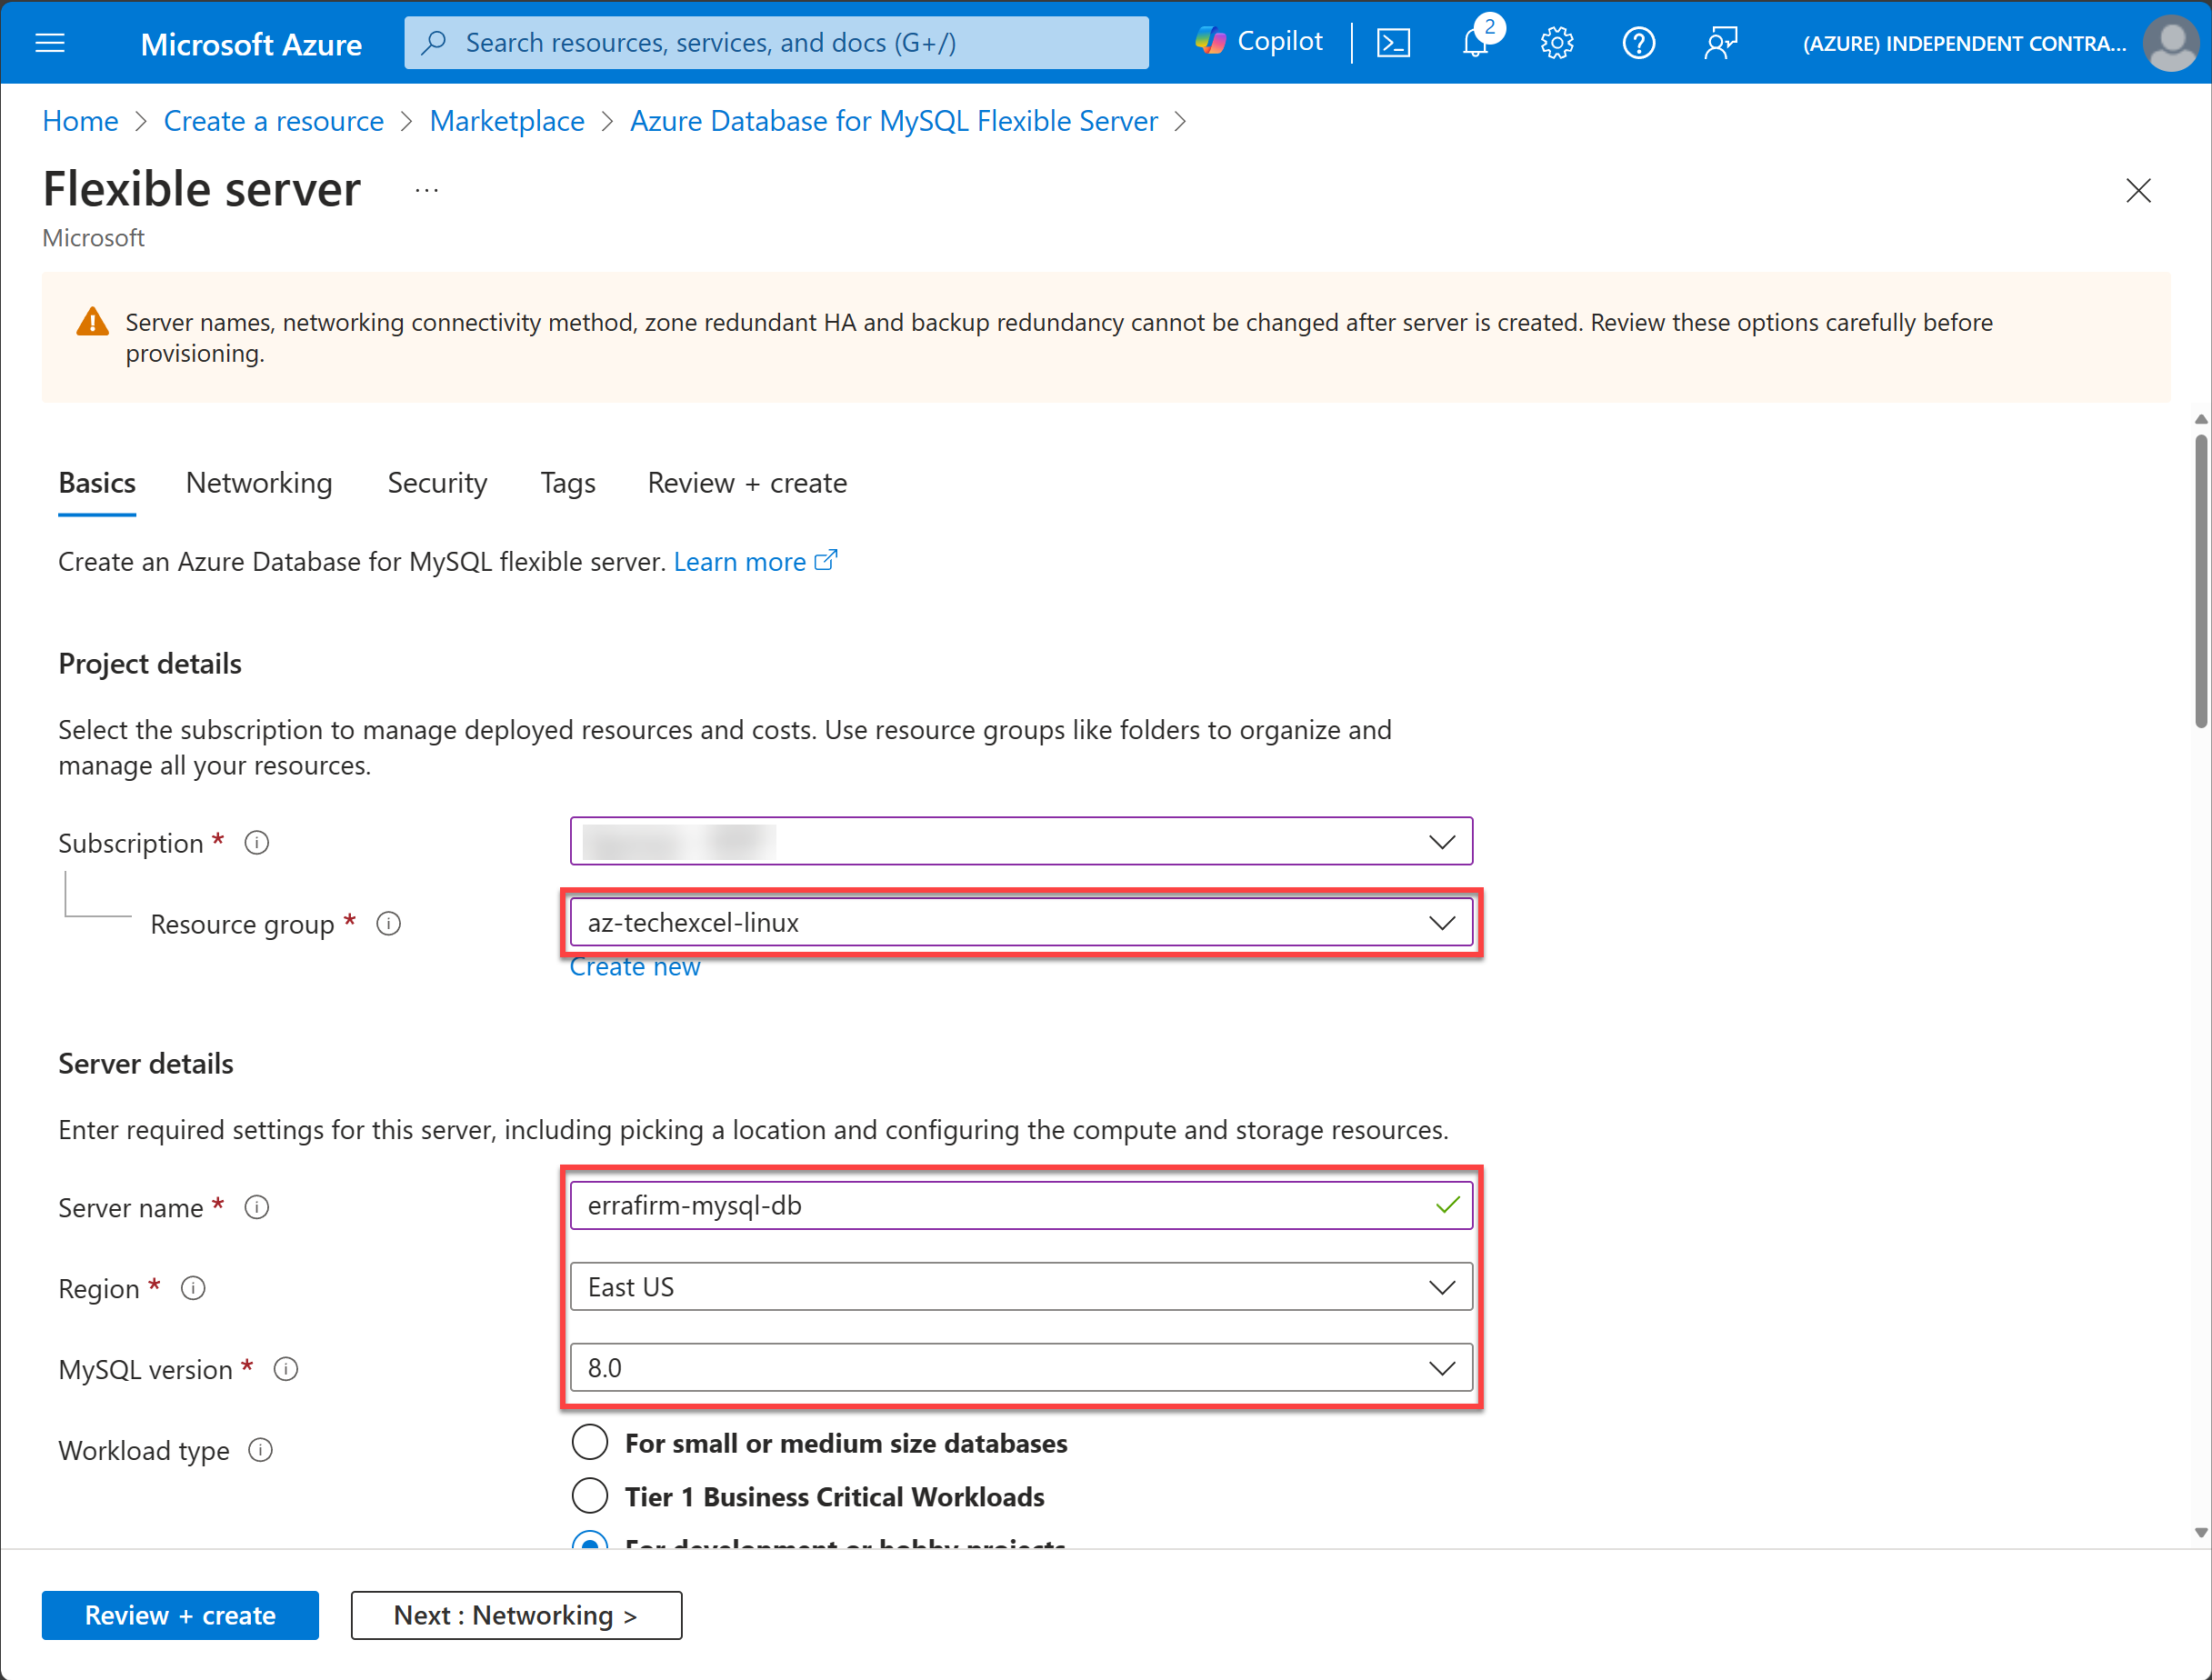 Microsoft Azure
Search resources, services, and docs (G+/)
Copilot
2
(AZURE) INDEPENDENT CONTRA...
Home > Create a resource > Marketplace > Azure Database for MySQL Flexible Server >
Flexible server ...
Microsoft
Server names, networking connectivity method, zone redundant HA and backup redundancy cannot be changed after server is created. Review these options carefully before
provisioning.
Basics Networking Security Tags Review + create
Create an Azure Database for MySQL flexible server. Learn more
Project details
Select the subscription to manage deployed resources and costs. Use resource groups like folders to organize and
manage all your resources.
Subscription *
Resource group * az-techexcel-linux
Create new
Server details
Enter required settings for this server, including picking a location and configuring the compute and storage resources.
Server name * errafirm-mysql-db
Region * East US
MySQL version * 8.0
Workload type For small or medium size databases
Tier 1 Business Critical Workloads
For development or hobby projects
Review + create
Next : Networking >